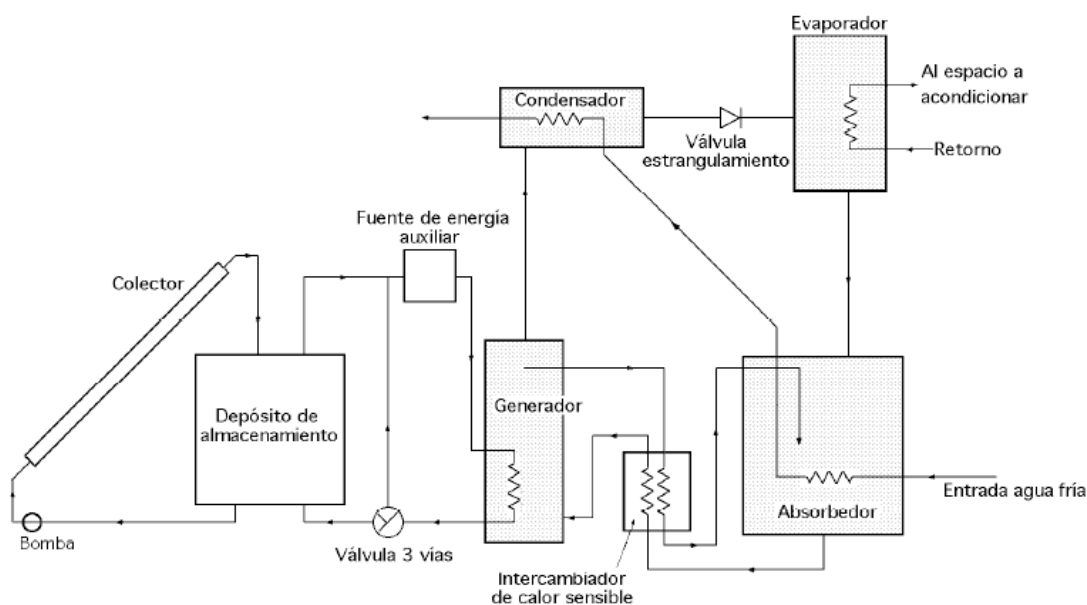 Evaporador
Al espacio a
acondicionar
Condensador
Válvula
estrangulamiento
Retorno
Fuente de energía
auxiliar
Colector
Generador
Depósito de
almacenamiento
Entrada agua fría
Absorbedor
Bomba
Válvula 3 vías
Intercambiador
de calor sensible